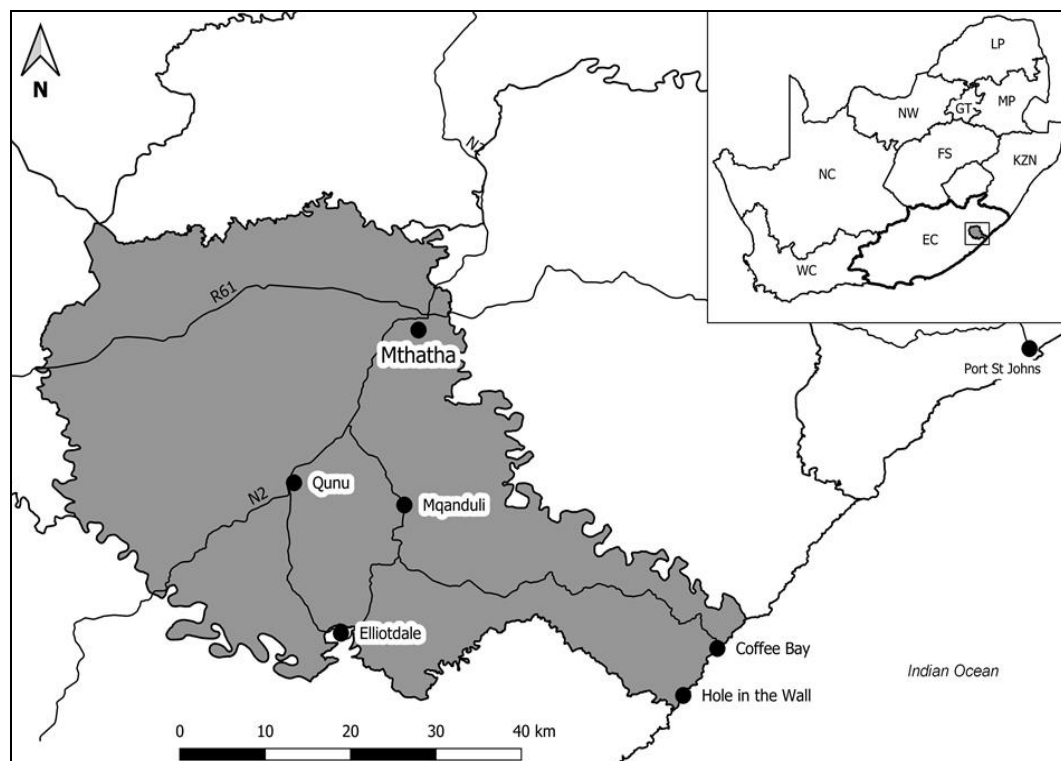 N
LP
NW
GT
MP
NC
FS
KZN
EC
WC
N2
R61
Mthatha
Port St Johns
Qunu
N2
Mqanduli
Elliotdale
Coffee Bay
Indian Ocean
Hole in the Wall
0 10 20 30 40 km